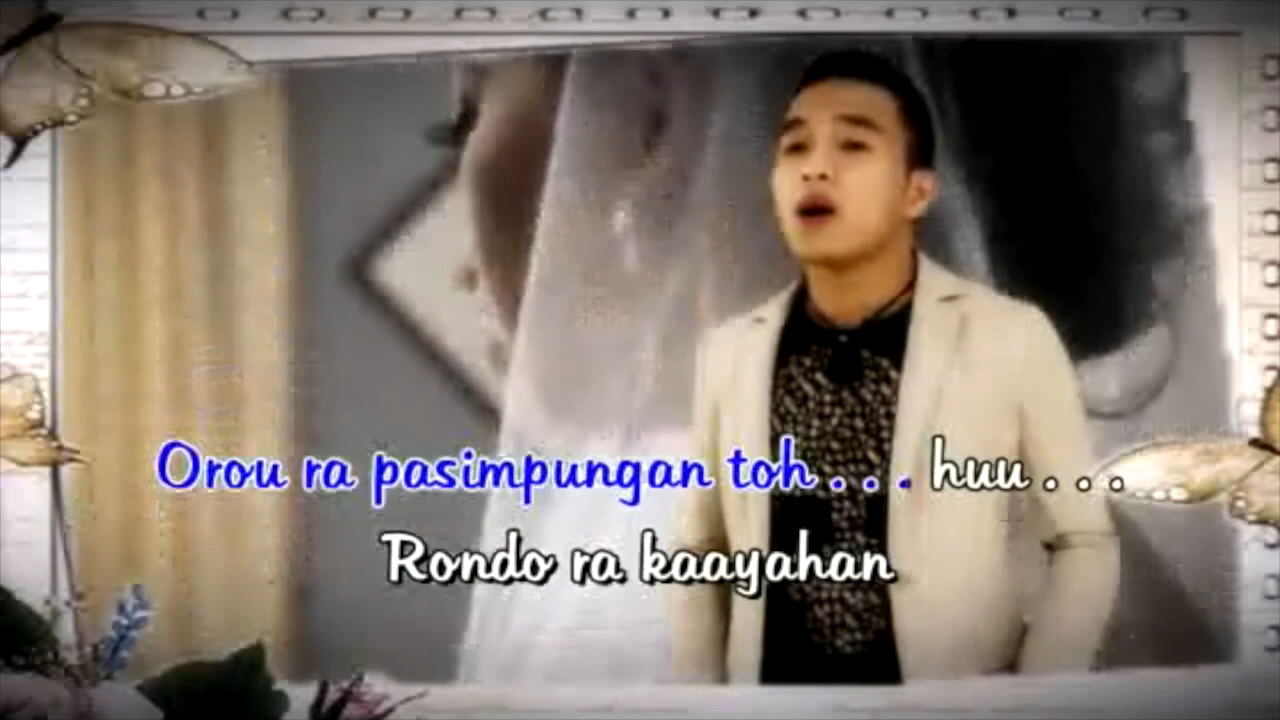 Orou ra pasimpungan toh . . . huu . . .
Rondo ra kaayahan